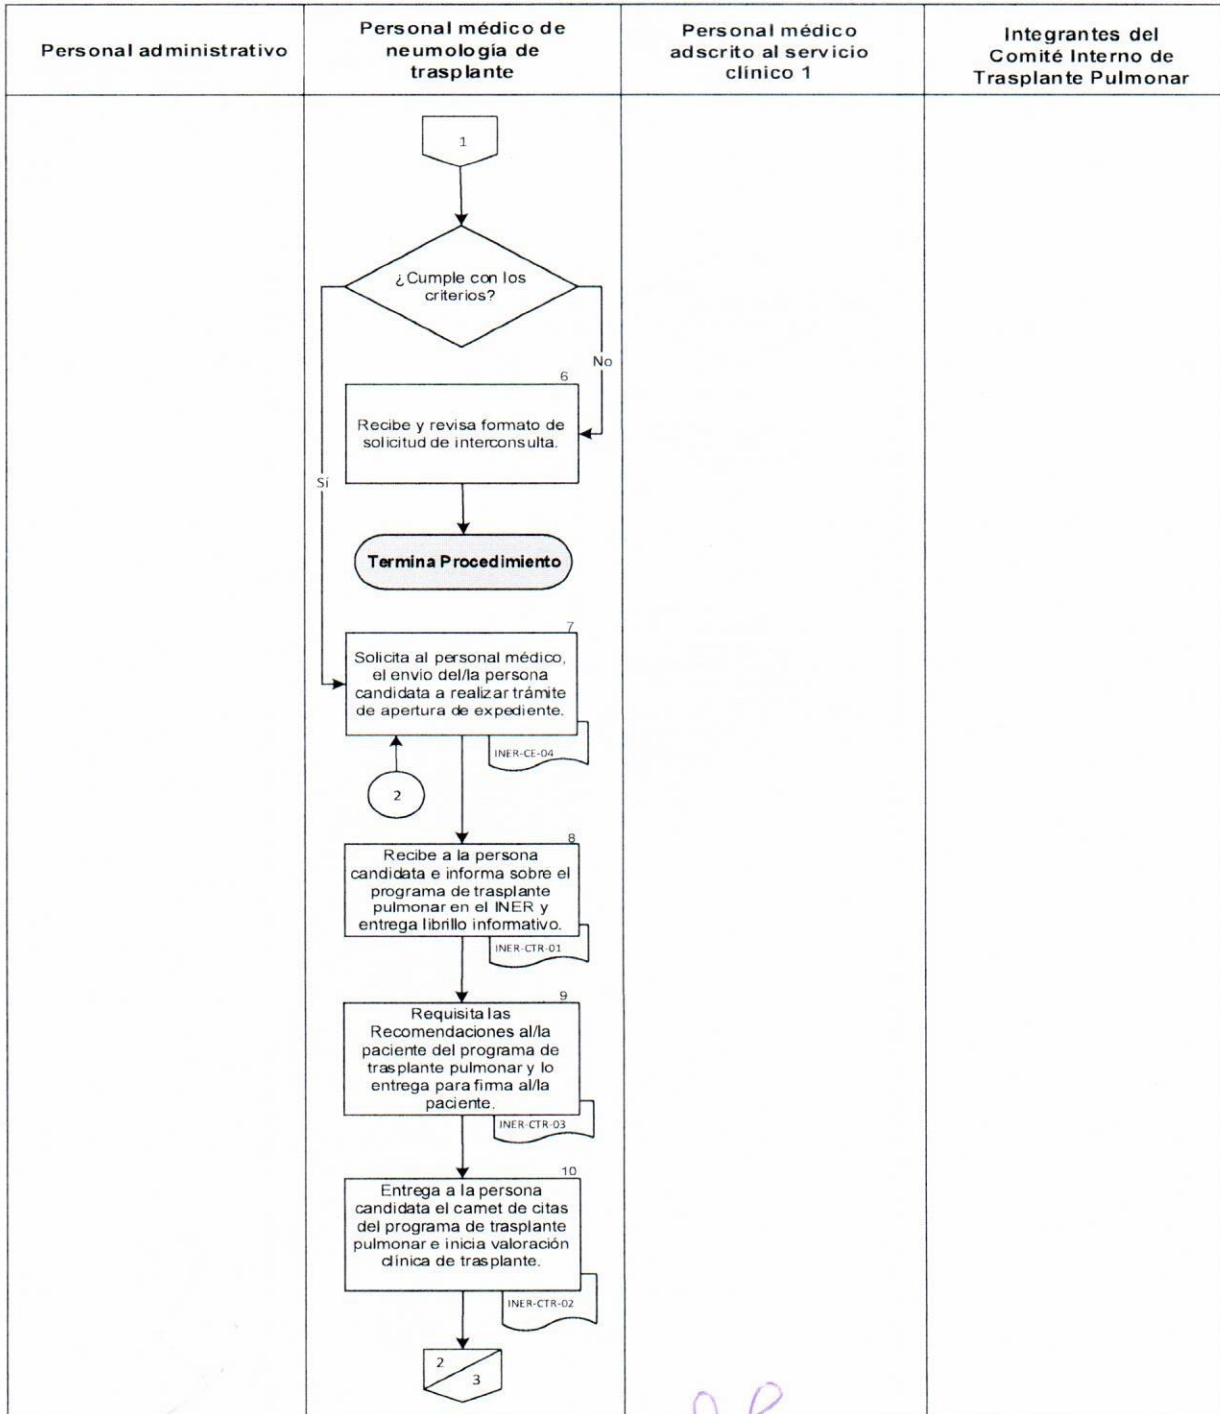 Personal administrativo
Personal médico de
neumología de
trasplante
Personal médico
adscrito al servicio
clínico 1
Integrantes del
Comité Interno de
Trasplante Pulmonar
1
¿Cumple con los
criterios?
No
6
Recibe y revisa formato de
solicitud de interconsulta.
Sí
Termina Procedimiento
7
Solicita al personal médico,
el envío del/la persona
candidata a realizar trámite
de apertura de expediente.
INER-CE-04
2
8
Recibe a la persona
candidata e informa sobre el
programa de trasplante
pulmonar en el INER y
entrega librillo informativo.
INER-CTR-01
9
Requisita las
Recomendaciones al/la
paciente del programa de
trasplante pulmonar y lo
entrega para firma al/la
paciente.
INER-CTR-03
10
Entrega a la persona
candidata el carnet de citas
del programa de trasplante
pulmonar e inicia valoración
clínica de trasplante.
INER-CTR-02
2
3